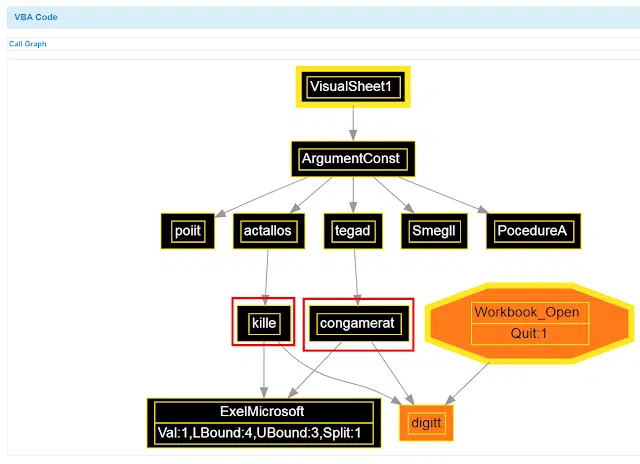 VBA Code
Call Graph
VisualSheet1
ArgumentConst
poiit
actallos
tegad
Smegll
PocedureA
kille
congamerat
Workbook_Open
Quit:1
ExelMicrosoft
Val:1,LBound:4,UBound:3,Split:1
digitt